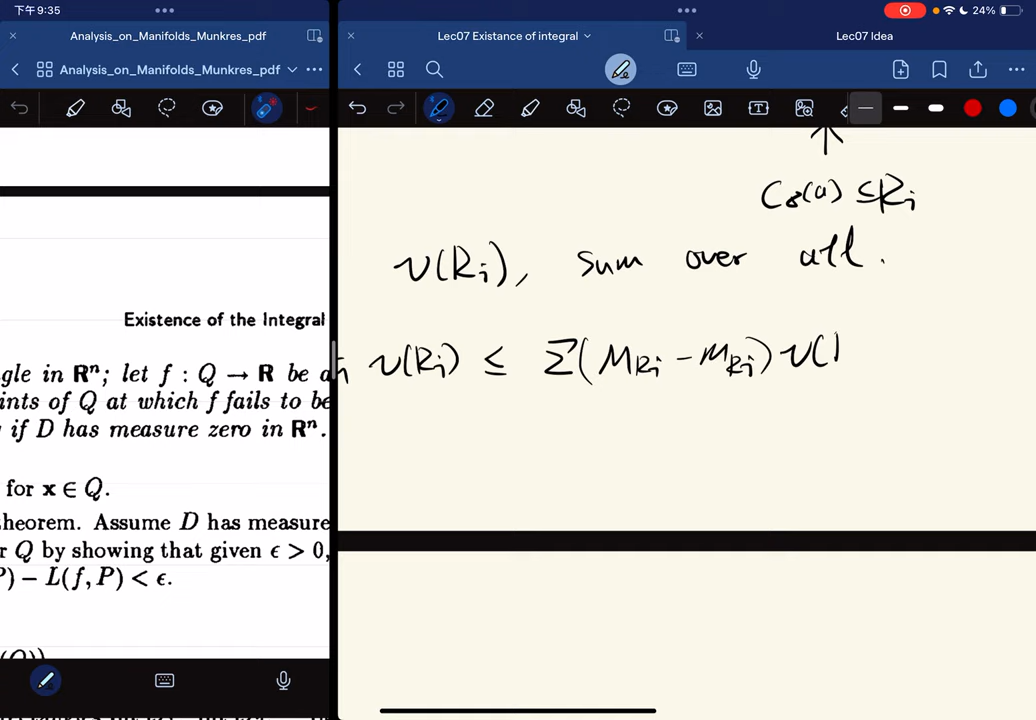 下午9:35
24%
Analysis_on_Manifolds_Munkres_pdf
Lec07 Existance of integral
Lec07 Idea
Analysis_on_Manifolds_Munkres_pdf
Existence of the Integral
gle in Rⁿ; let f : Q → R be a
ints of Q at which f fails to be
if D has measure zero in Rⁿ.
for x ∈ Q.
theorem. Assume D has measure
r Q by showing that given ϵ > 0,
P) − L(f, P) < ϵ.
(Q))
↑
C_δ(a) ⊆ R_i
v(R_i), sum over all.
v(R_i) ≤ Σ(M_{R_i} − m_{R_i}) v(